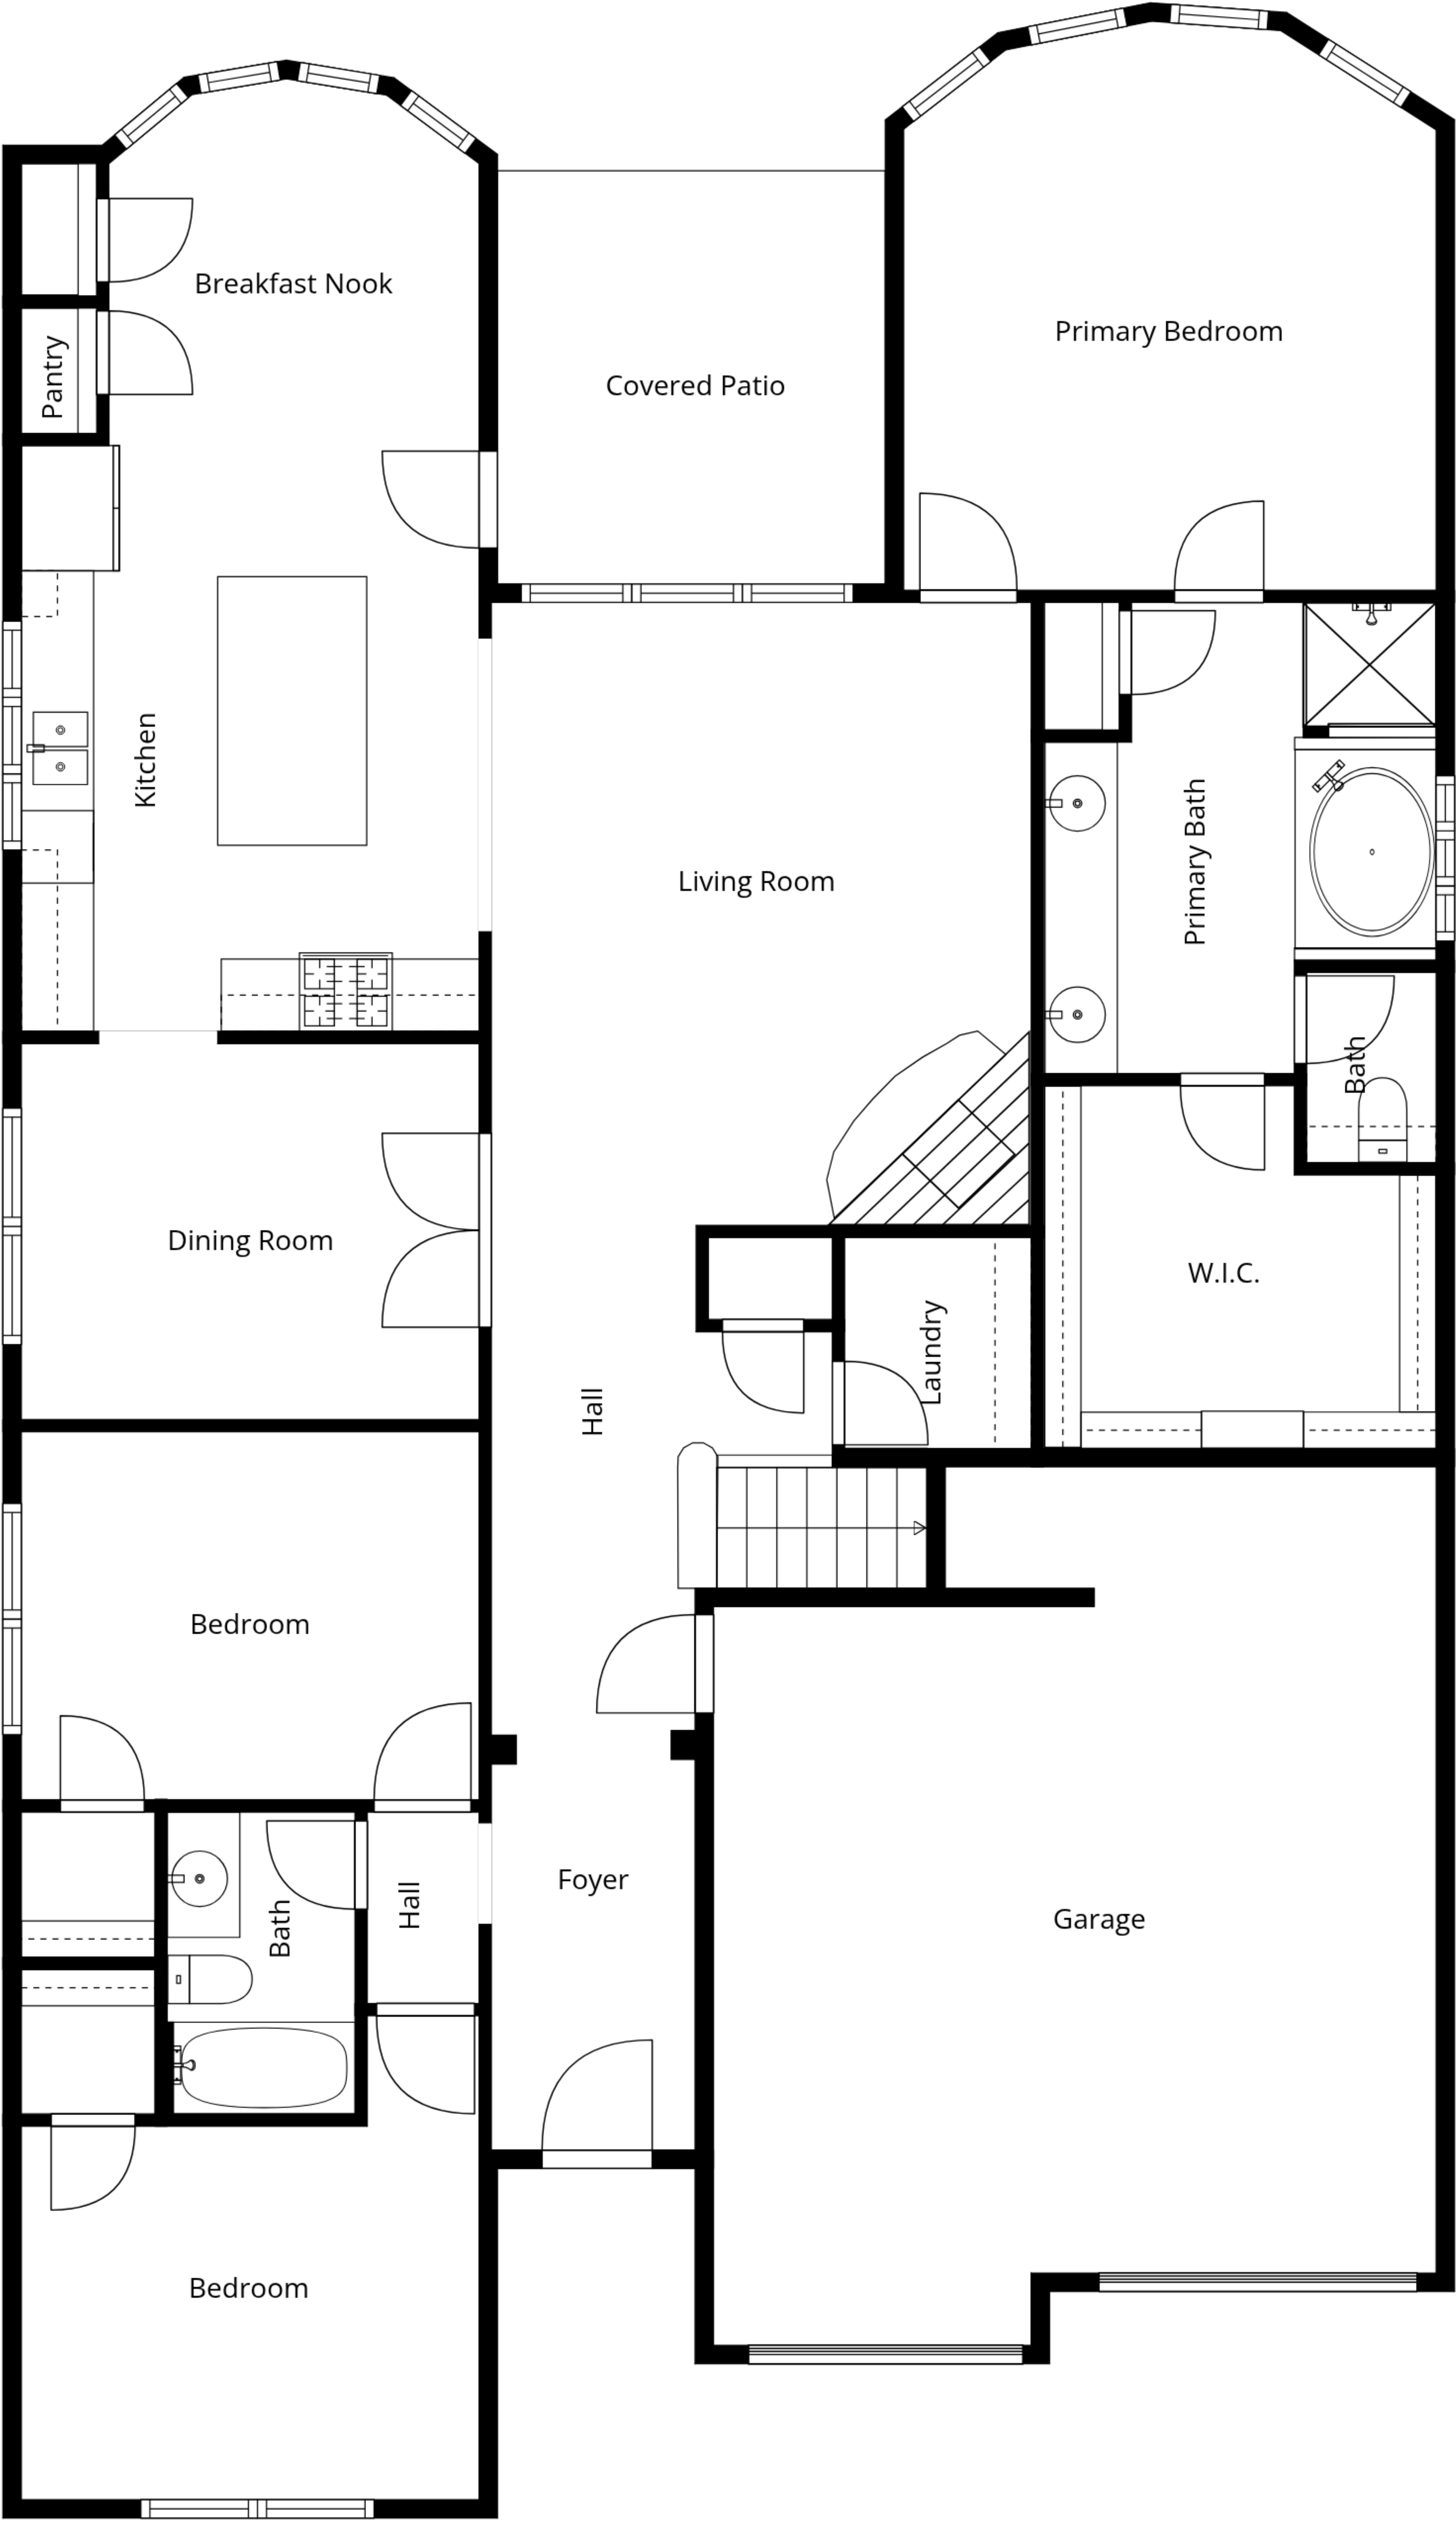 Breakfast Nook
Primary Bedroom
Pantry
Covered Patio
Kitchen
Primary Bath
Living Room
Bath
Dining Room
W.I.C.
Laundry
Hall
Bedroom
Foyer
Hall
Bath
Garage
Bedroom